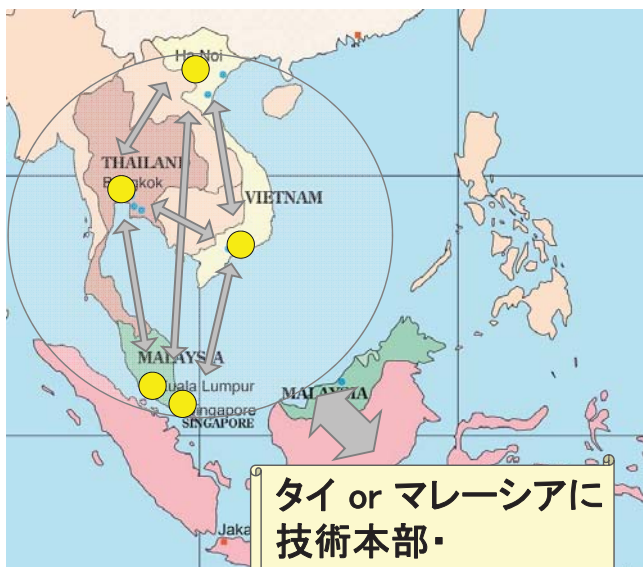 Ha Noi
THAILAND
Bangkok
VIETNAM
MALAYSIA
Kuala Lumpur
Singapore
SINGAPORE
MALAYSIA
Jaka
タイ or マレーシアに
技術本部・